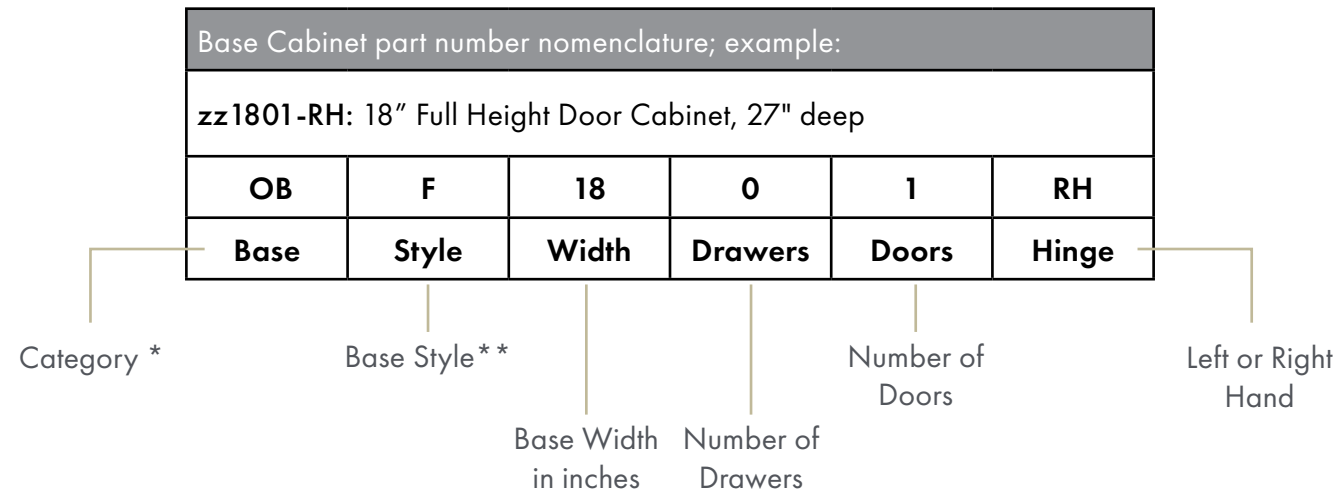 Base Cabinet part number nomenclature; example:
zz1801-RH: 18” Full Height Door Cabinet, 27" deep
OB F 18 0 1 RH
Base Style Width Drawers Doors Hinge
Category *
Base Style**
Base Width
in inches
Number of
Drawers
Number of
Doors
Left or Right
Hand